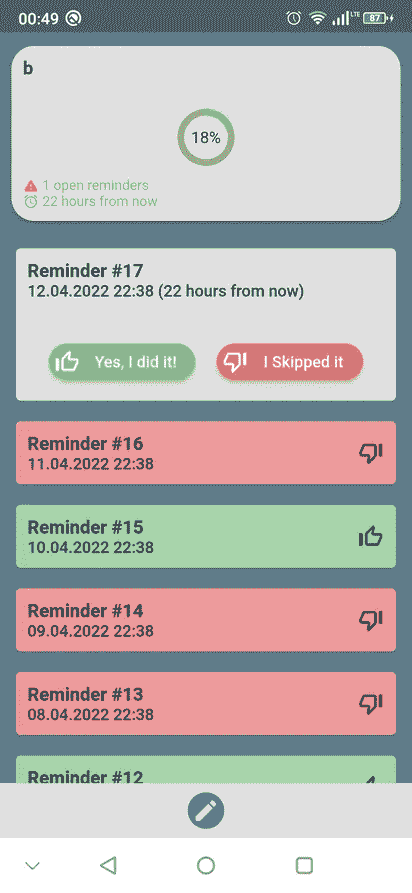 00:49
LTE
87
b
18%
1 open reminders
22 hours from now
Reminder #17
12.04.2022 22:38 (22 hours from now)
Yes, I did it!
I Skipped it
Reminder #16
11.04.2022 22:38
Reminder #15
10.04.2022 22:38
Reminder #14
09.04.2022 22:38
Reminder #13
08.04.2022 22:38
Reminder #12